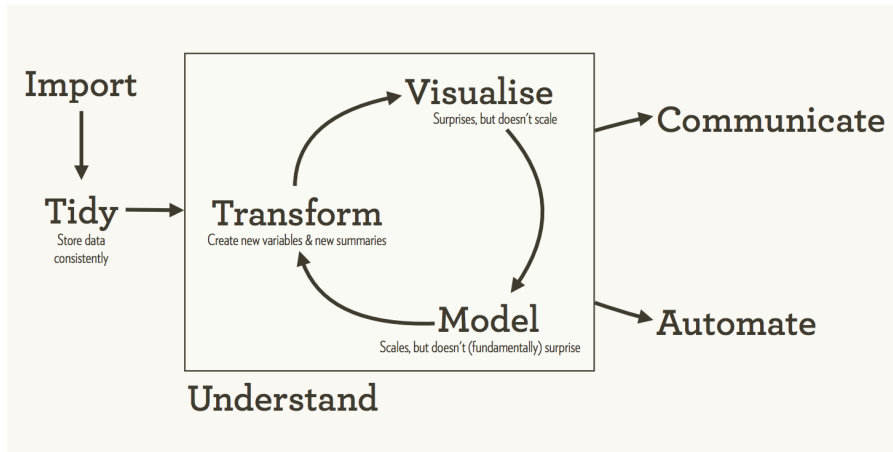 Import
Tidy
Store data
consistently
Transform
Create new variables & new summaries
Visualise
Surprises, but doesn't scale
Model
Scales, but doesn't (fundamentally) surprise
Understand
Communicate
Automate